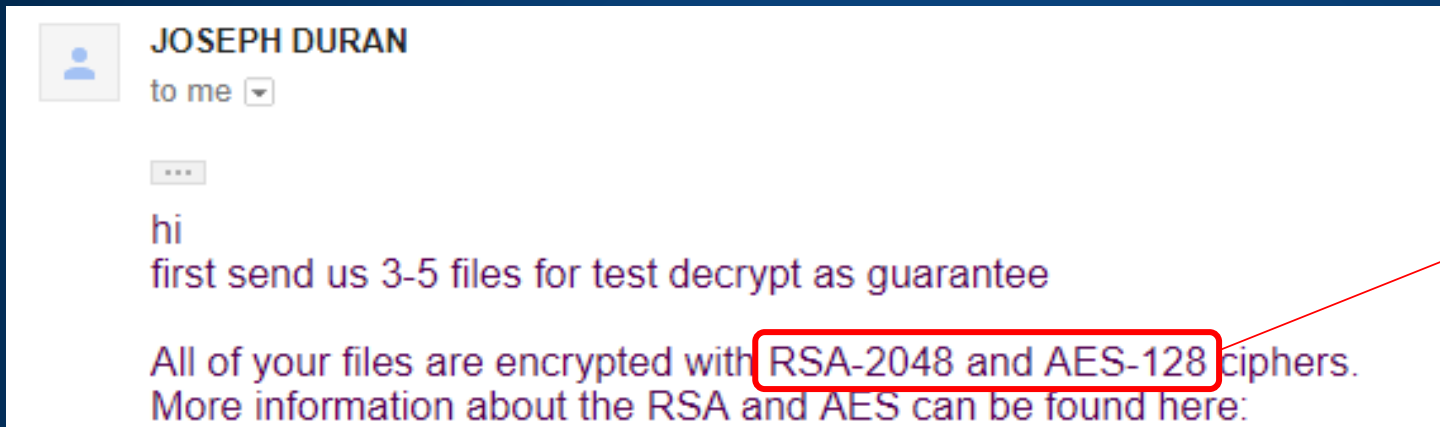 JOSEPH DURAN
to me
hi
first send us 3-5 files for test decrypt as guarantee
All of your files are encrypted with RSA-2048 and AES-128 ciphers.
More information about the RSA and AES can be found here: